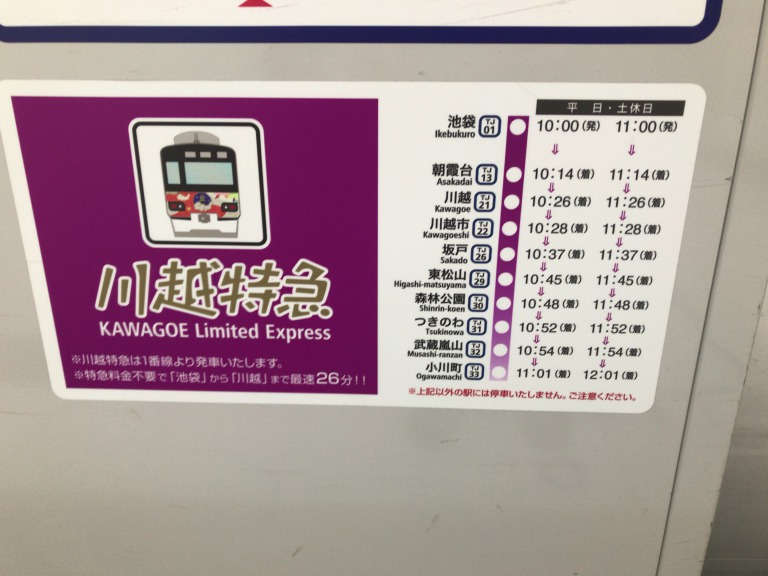 川越特急
KAWAGOE Limited Express
※川越特急は1番線より発車いたします。
※特急料金不要で「池袋」から「川越」まで最速26分!!
平 日・土休日
池袋 Ikebukuro TJ 01 10:00(発) 11:00(発)
⇓ ⇓
朝霞台 Asakadai TJ 13 10:14(着) 11:14(着)
⇓ ⇓
川越 Kawagoe TJ 21 10:26(着) 11:26(着)
⇓ ⇓
川越市 Kawagoeshi TJ 22 10:28(着) 11:28(着)
⇓ ⇓
坂戸 Sakado TJ 26 10:37(着) 11:37(着)
⇓ ⇓
東松山 Higashi-matsuyama TJ 29 10:45(着) 11:45(着)
⇓ ⇓
森林公園 Shinrin-koen TJ 30 10:48(着) 11:48(着)
⇓ ⇓
つきのわ Tsukinowa TJ 31 10:52(着) 11:52(着)
⇓ ⇓
武蔵嵐山 Musashi-ranzan TJ 32 10:54(着) 11:54(着)
⇓ ⇓
小川町 Ogawamachi TJ 33 11:01(着) 12:01(着)
※上記以外の駅には停車いたしません。ご注意ください。